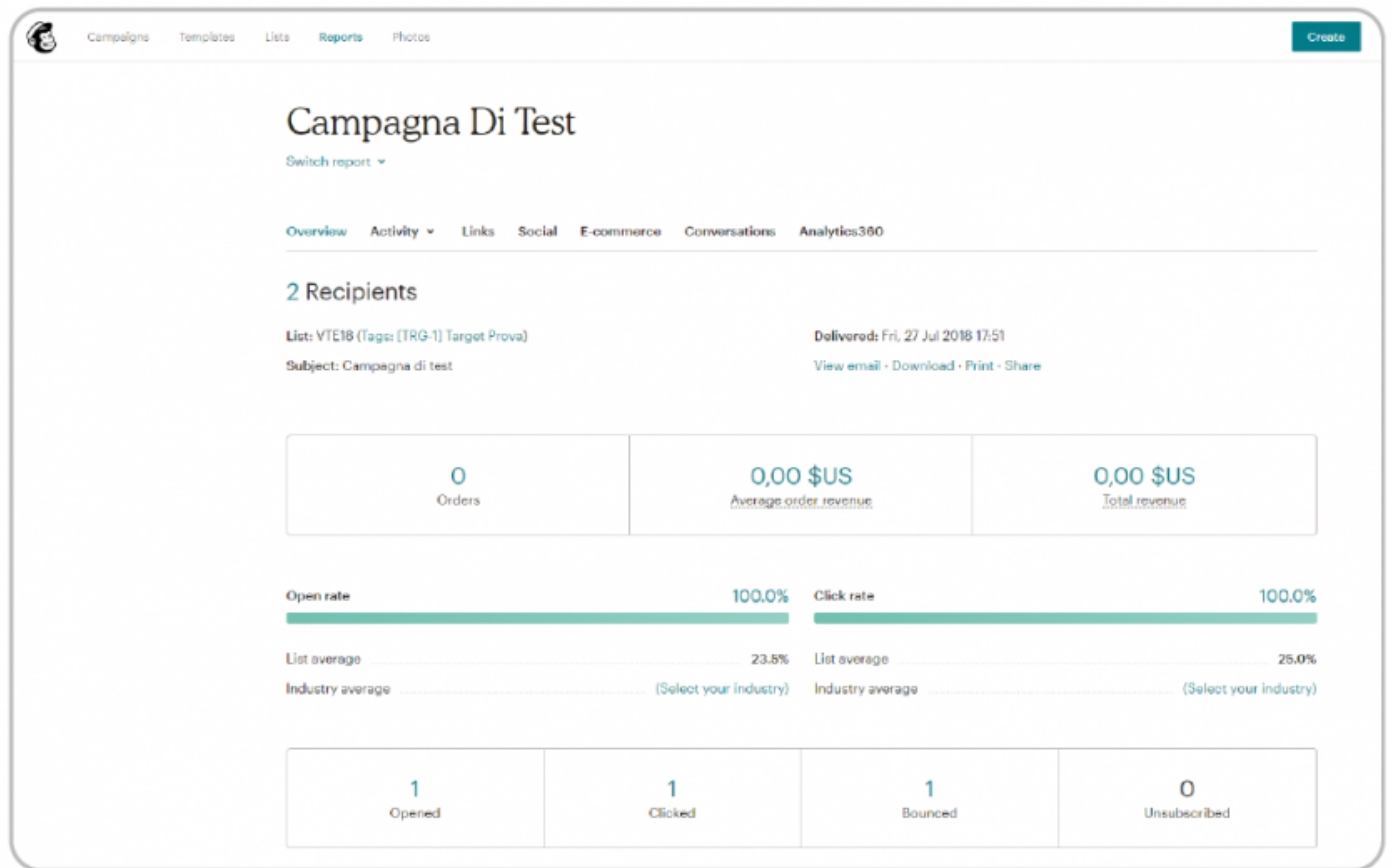 Campaigns Templates Lists Reports Photos Create
Campagna Di Test
Switch report
Overview Activity Links Social E-commerce Conversations Analytics360
2 Recipients
List: VTE18 (Tags: [TRG-1] Target Prova) Delivered: Fri, 27 Jul 2018 17:51
Subject: Campagna di test View email · Download · Print · Share
0 0,00 $US 0,00 $US
Orders Average order revenue Total revenue
Open rate 100.0% Click rate 100.0%
List average 23.5% List average 25.0%
Industry average (Select your industry) Industry average (Select your industry)
1 1 1 0
Opened Clicked Bounced Unsubscribed